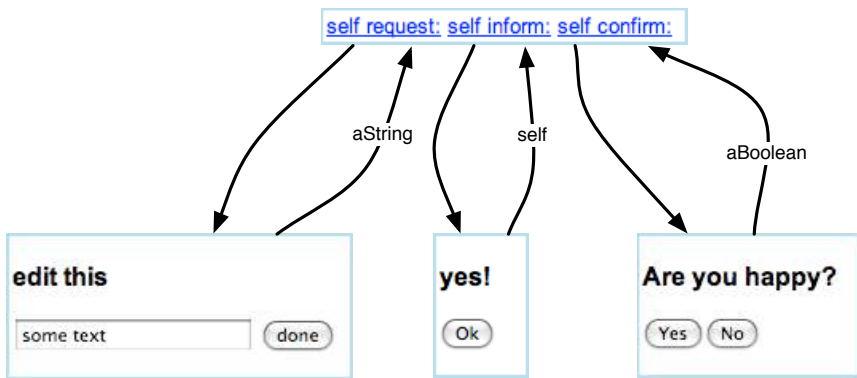 self request: self inform: self confirm:
aString
self
aBoolean
edit this
some text
done
yes!
Ok
Are you happy?
Yes
No